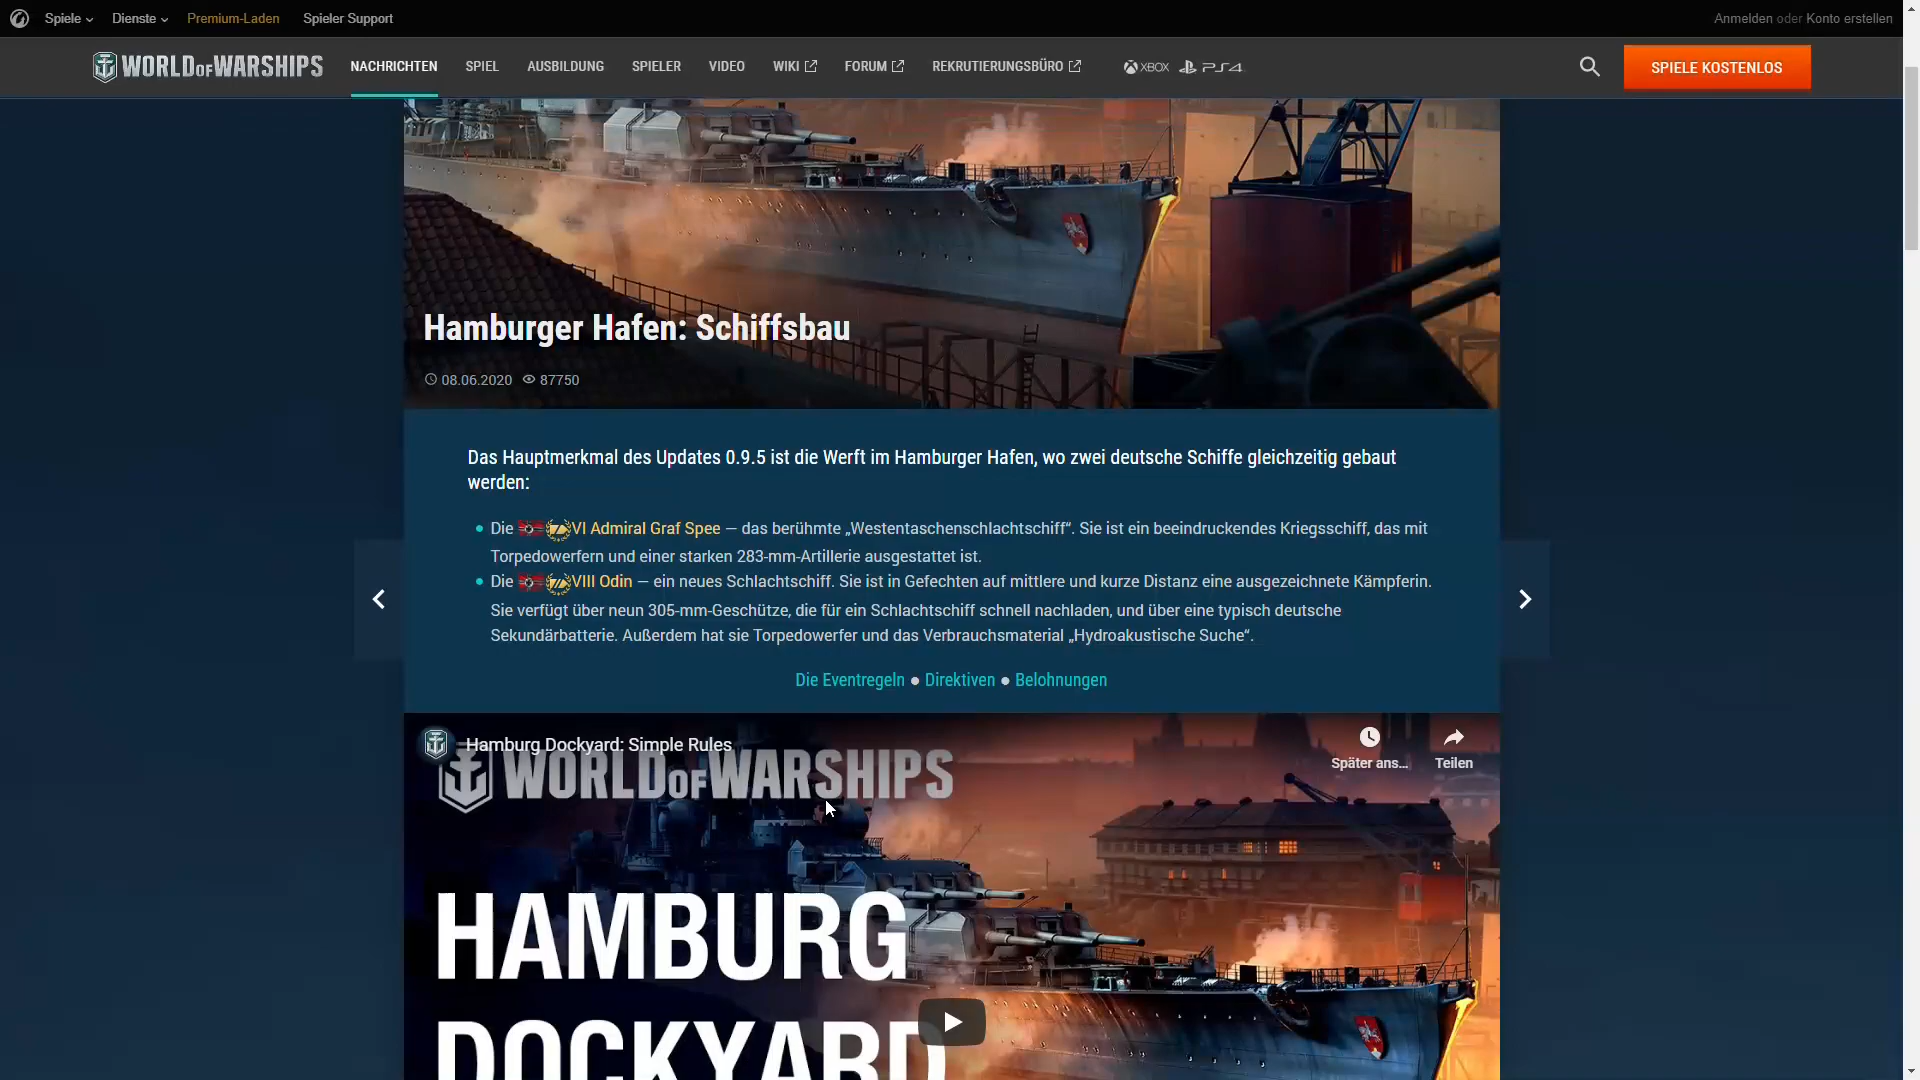 Spiele Dienste Premium-Laden Spieler Support Anmelden oder Konto erstellen
WORLD OF WARSHIPS NACHRICHTEN SPIEL AUSBILDUNG SPIELER VIDEO WIKI FORUM REKRUTIERUNGSBÜRO XBOX PS4 SPIELE KOSTENLOS
Hamburger Hafen: Schiffsbau
08.06.2020 87750
Das Hauptmerkmal des Updates 0.9.5 ist die Werft im Hamburger Hafen, wo zwei deutsche Schiffe gleichzeitig gebaut
werden:
• Die VI Admiral Graf Spee — das berühmte „Westentaschenschlachtschiff“. Sie ist ein beeindruckendes Kriegsschiff, das mit
Torpedowerfern und einer starken 283-mm-Artillerie ausgestattet ist.
• Die VIII Odin — ein neues Schlachtschiff. Sie ist in Gefechten auf mittlere und kurze Distanz eine ausgezeichnete Kämpferin.
Sie verfügt über neun 305-mm-Geschütze, die für ein Schlachtschiff schnell nachladen, und über eine typisch deutsche
Sekundärbatterie. Außerdem hat sie Torpedowerfer und das Verbrauchsmaterial „Hydroakustische Suche“.
Die Eventregeln ● Direktiven ● Belohnungen
Hamburg Dockyard: Simple Rules
Später ans... Teilen
WORLD OF WARSHIPS
HAMBURG
DOCKYARD